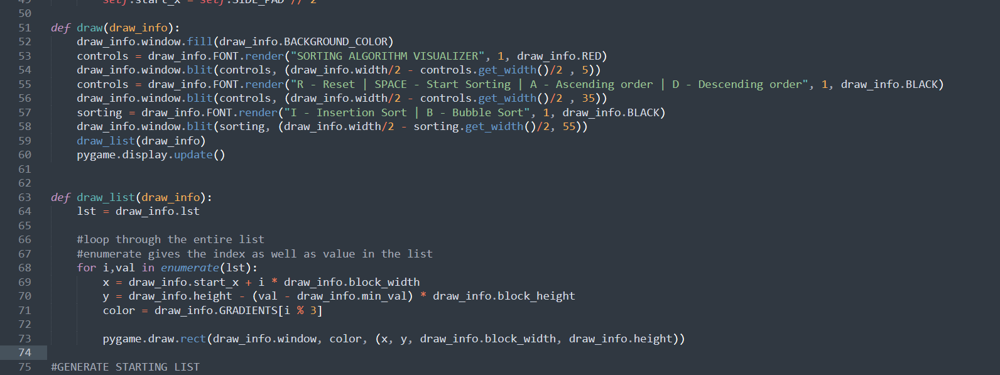 49 self.start_x = self.SIDE_PAD // 2
50
51 def draw(draw_info):
52 draw_info.window.fill(draw_info.BACKGROUND_COLOR)
53 controls = draw_info.FONT.render("SORTING ALGORITHM VISUALIZER", 1, draw_info.RED)
54 draw_info.window.blit(controls, (draw_info.width/2 - controls.get_width()/2 , 5))
55 controls = draw_info.FONT.render("R - Reset | SPACE - Start Sorting | A - Ascending order | D - Descending order", 1, draw_info.BLACK)
56 draw_info.window.blit(controls, (draw_info.width/2 - controls.get_width()/2 , 35))
57 sorting = draw_info.FONT.render("I - Insertion Sort | B - Bubble Sort", 1, draw_info.BLACK)
58 draw_info.window.blit(sorting, (draw_info.width/2 - sorting.get_width()/2, 55))
59 draw_list(draw_info)
60 pygame.display.update()
61
62
63 def draw_list(draw_info):
64 lst = draw_info.lst
65
66 #loop through the entire list
67 #enumerate gives the index as well as value in the list
68 for i,val in enumerate(lst):
69 x = draw_info.start_x + i * draw_info.block_width
70 y = draw_info.height - (val - draw_info.min_val) * draw_info.block_height
71 color = draw_info.GRADIENTS[i % 3]
72
73 pygame.draw.rect(draw_info.window, color, (x, y, draw_info.block_width, draw_info.height))
74
75 #GENERATE STARTING LIST